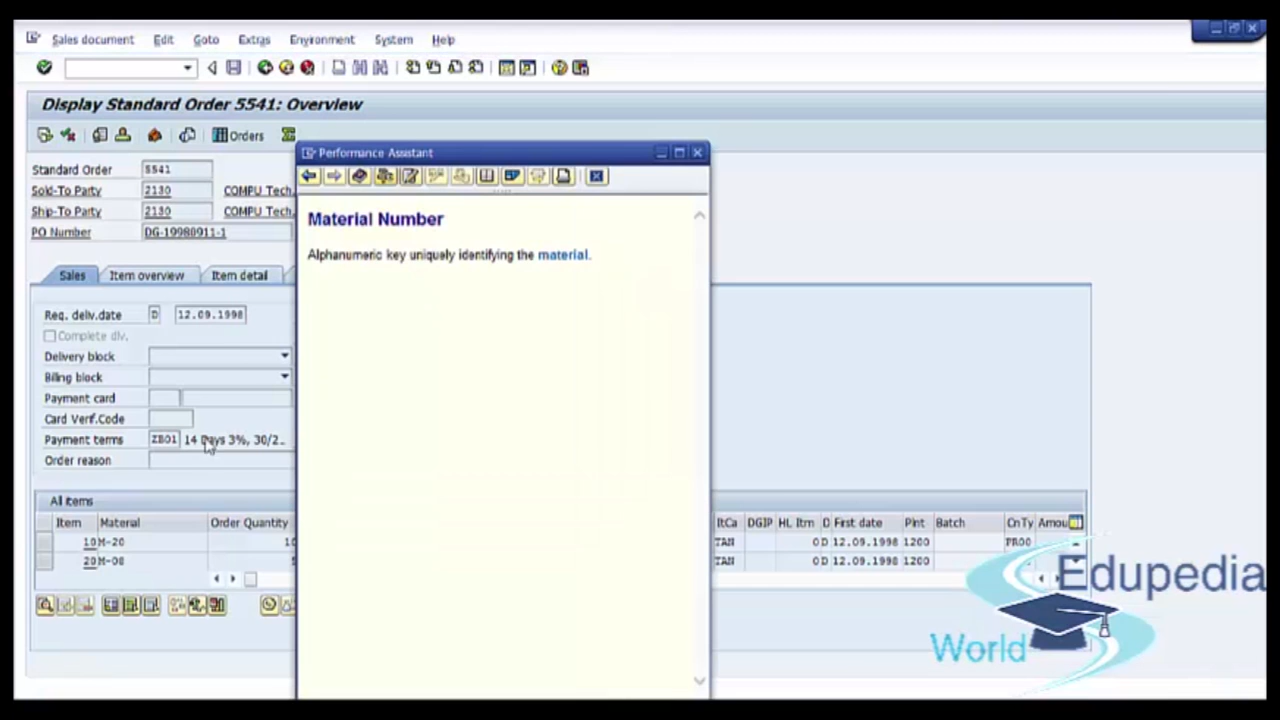 Sales document Edit Goto Extras Environment System Help
Display Standard Order 5541: Overview
Orders
Performance Assistant
Standard Order 5541
Sold-To Party 2130 COMPU Tech.
Ship-To Party 2130 COMPU Tech.
PO Number DG-19980911-1
Material Number
Alphanumeric key uniquely identifying the material.
Sales Item overview Item detail
Req. deliv.date D 12.09.1998
Complete dlv.
Delivery block
Billing block
Payment card
Card Verf.Code
Payment terms ZB01 14 Days 3%, 30/2...
Order reason
All items
Item Material Order Quantity ItCa DGIP HL Itm D First date Plnt Batch CnTy Amou
10 M-20 10 TAN 0 D 12.09.1998 1200 PR00
20 M-08 TAN 0 D 12.09.1998 1200
Edupedia
World